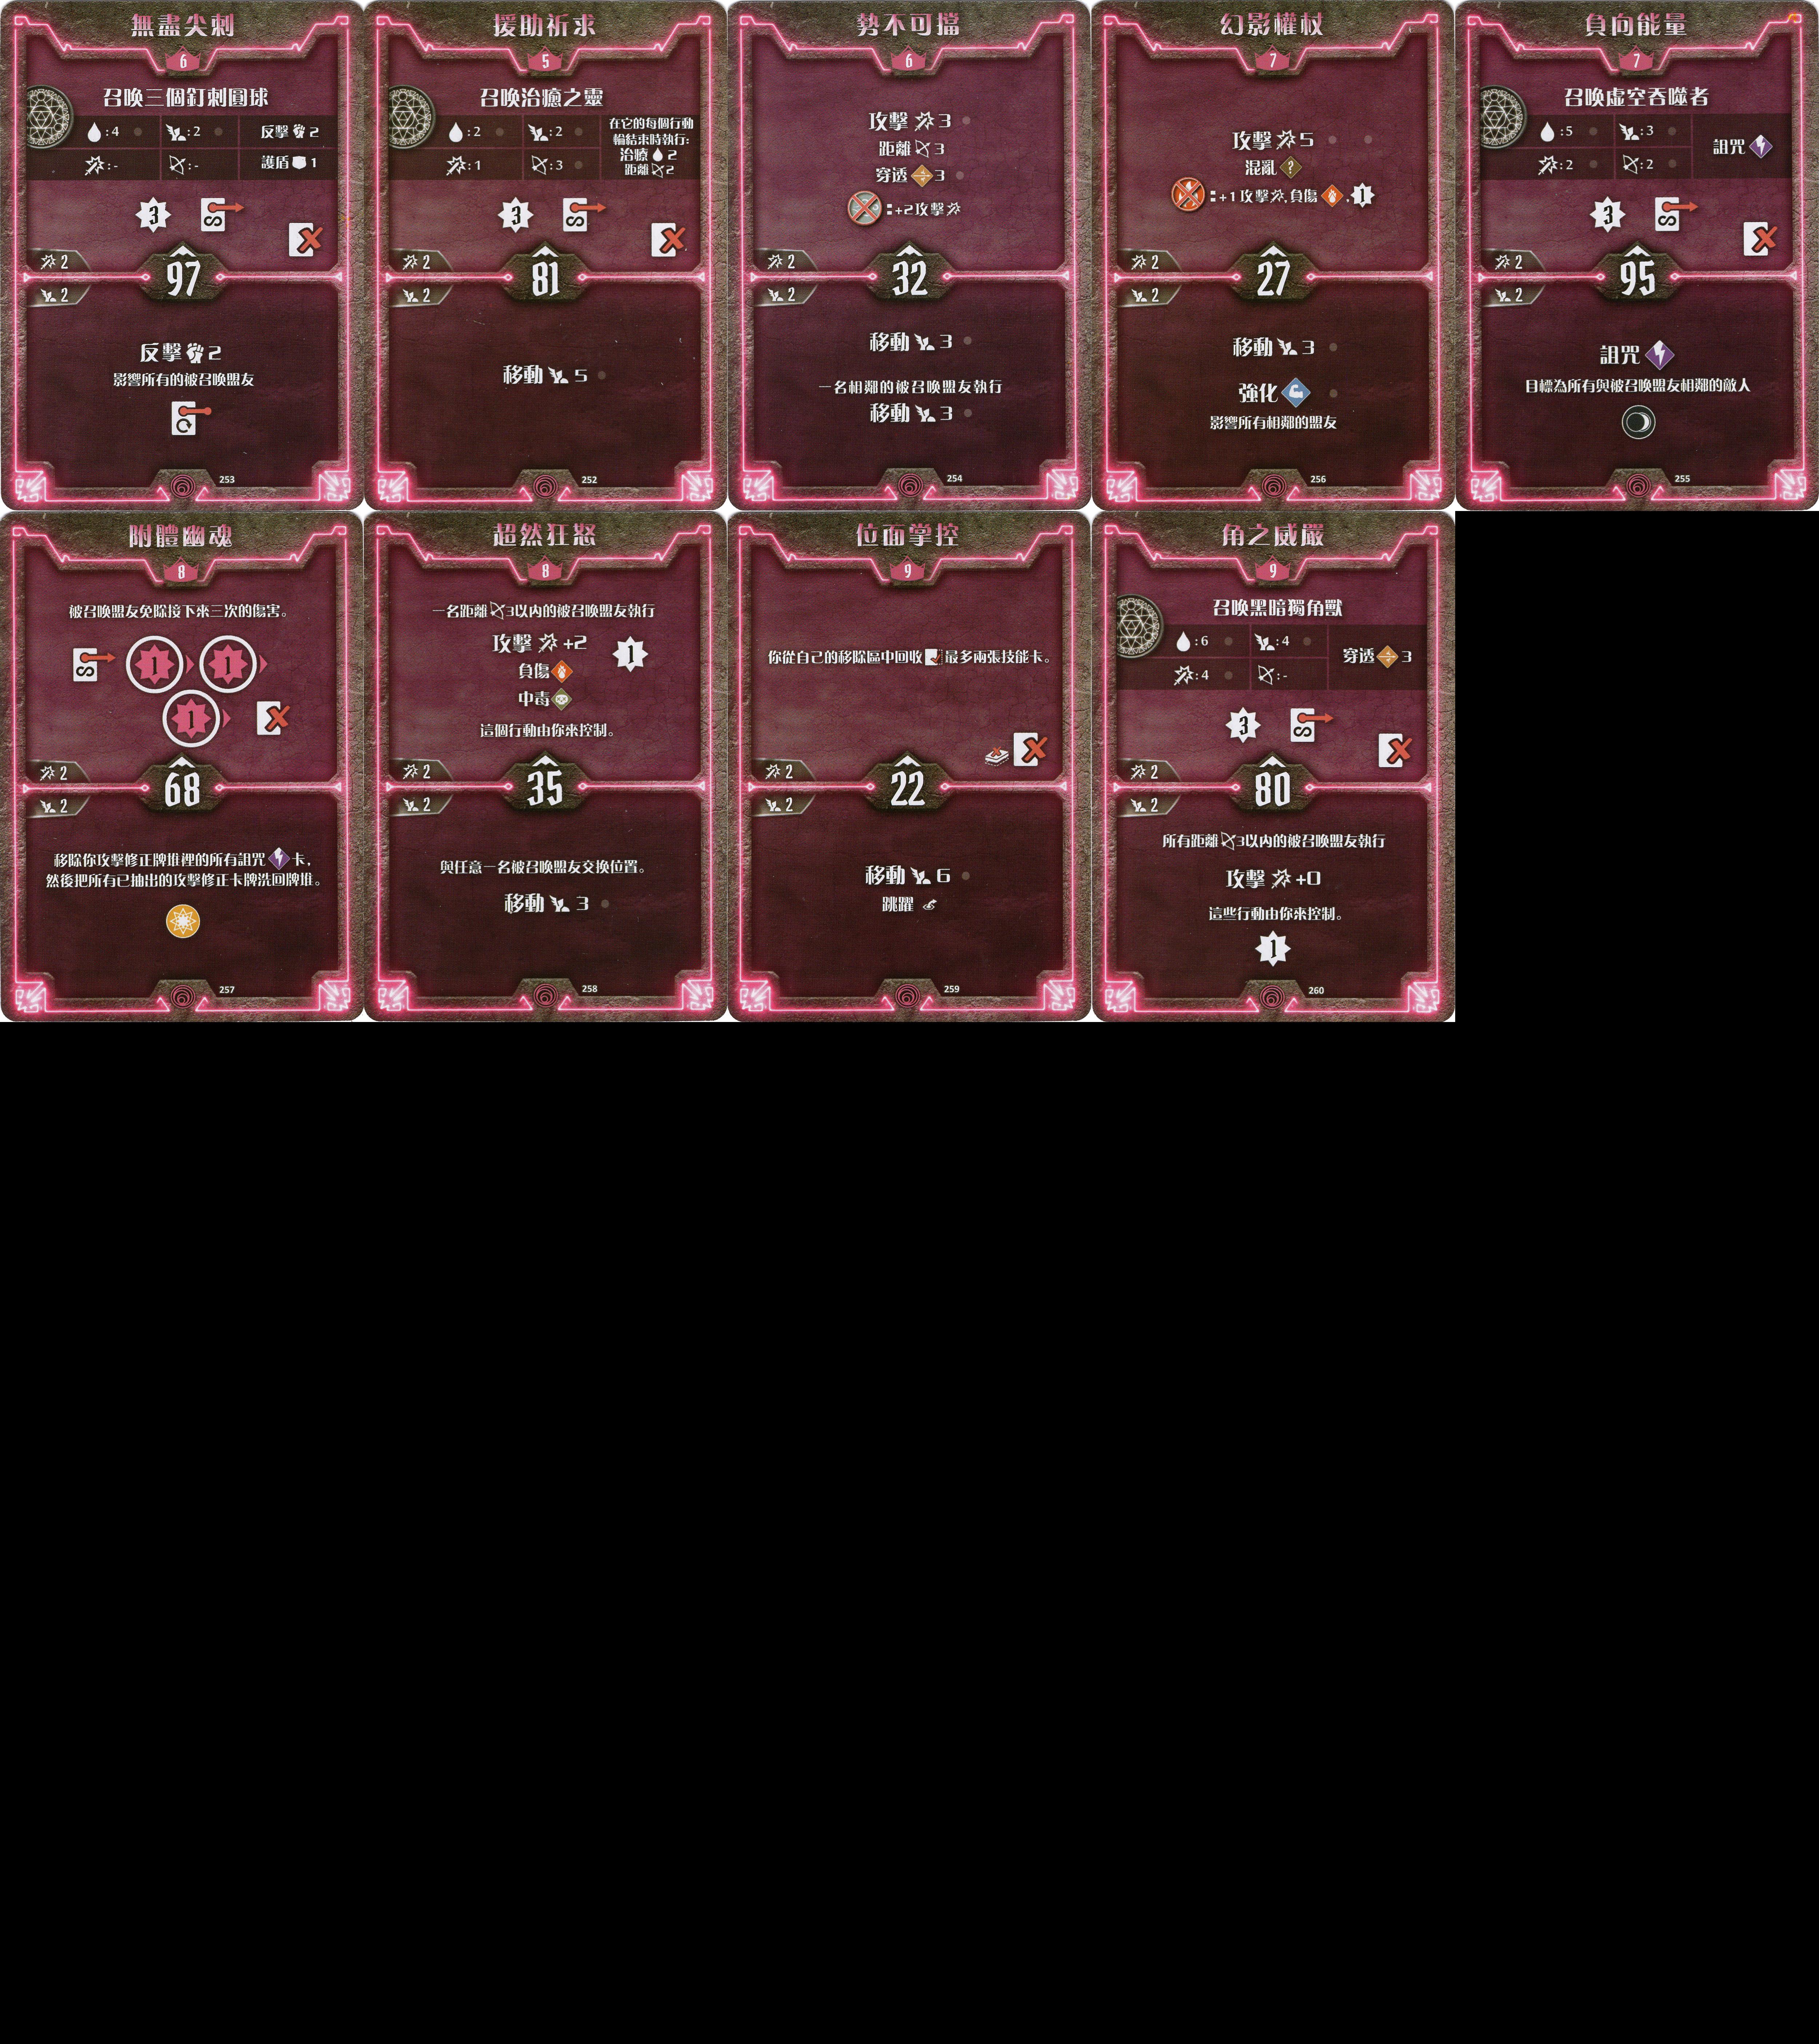 無盡尖刺
6
召喚三個釘刺圓球
:4
:2
反擊 2
:-
:-
護盾 1
3
2
97
2
反擊 2
影響所有的被召喚盟友
253
援助祈求
5
召喚治癒之靈
:2
:2
:1
:3
在它的每個行動
輪結束時執行:
治療 2
距離 2
3
2
81
2
移動 5
252
勢不可擋
6
攻擊 3
距離 3
穿透 3
:+2攻擊
2
32
2
移動 3
一名相鄰的被召喚盟友執行
移動 3
254
幻影權杖
7
攻擊 5
混亂 ?
:+1攻擊,負傷 , 1
2
27
2
移動 3
強化
影響所有相鄰的盟友
256
負向能量
7
召喚虛空吞噬者
:5
:3
詛咒
:2
:2
3
2
95
2
詛咒
目標為所有與被召喚盟友相鄰的敵人
255
附體幽魂
8
被召喚盟友免除接下來三次的傷害。
1
1
1
2
68
2
移除你攻擊修正牌堆裡的所有詛咒 卡,
然後把所有已抽出的攻擊修正卡牌洗回牌堆。
257
超然狂怒
8
一名距離 3以內的被召喚盟友執行
攻擊 +2
1
負傷
中毒
這個行動由你來控制。
2
35
2
與任意一名被召喚盟友交換位置。
移動 3
258
位面掌控
9
你從自己的移除區中回收 最多兩張技能卡。
2
22
2
移動 6
跳躍
259
角之威嚴
9
召喚黑暗獨角獸
:6
:4
穿透 3
:4
:-
3
2
80
2
所有距離 3以內的被召喚盟友執行
攻擊 +0
這些行動由你來控制。
1
260